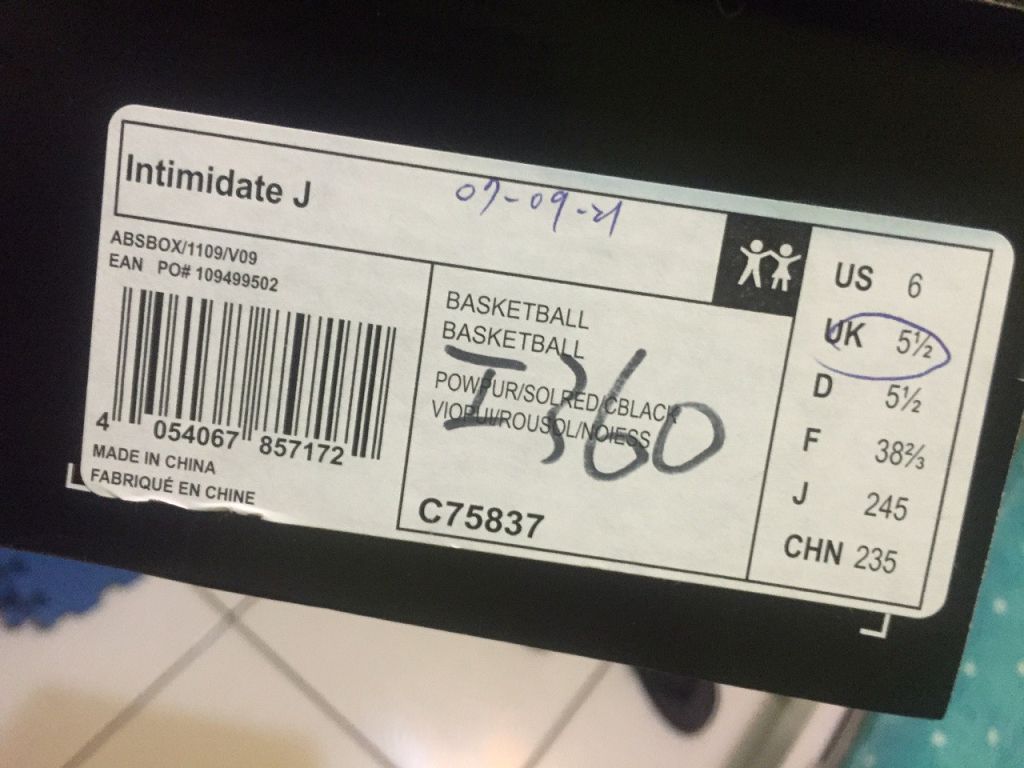 Intimidate J
07-09-21
ABSBOX/1109/V09
EAN PO# 109499502
4 054067 857172
MADE IN CHINA
FABRIQUÉ EN CHINE
BASKETBALL
BASKETBALL
POWPUR/SOLRED/CBLACK
VIOPUI/ROUSOL/NOIESS
I360
C75837
US 6
UK 5½
D 5½
F 38⅔
J 245
CHN 235